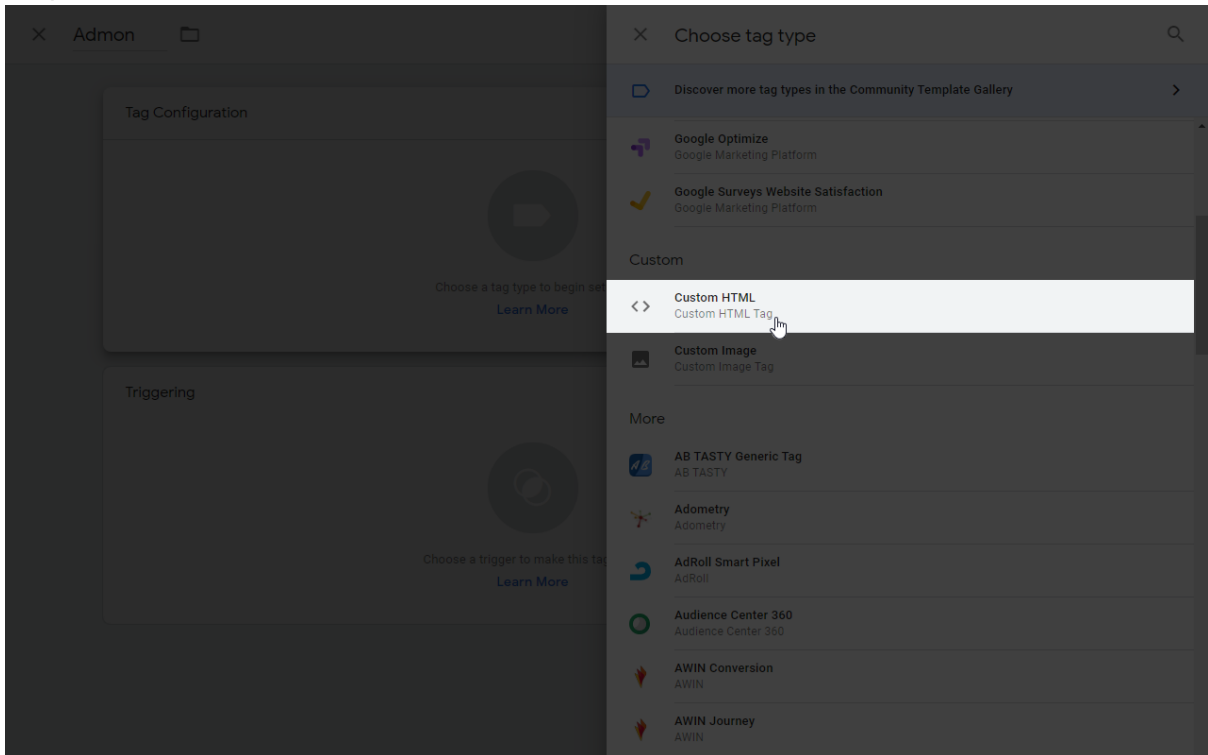 Admon
Tag Configuration
Choose a tag type to begin set
Learn More
Triggering
Choose a trigger to make this tag
Learn More
Choose tag type
Discover more tag types in the Community Template Gallery
Google Optimize
Google Marketing Platform
Google Surveys Website Satisfaction
Google Marketing Platform
Custom
Custom HTML
Custom HTML Tag
Custom Image
Custom Image Tag
More
AB TASTY Generic Tag
AB TASTY
Adometry
Adometry
AdRoll Smart Pixel
AdRoll
Audience Center 360
Audience Center 360
AWIN Conversion
AWIN
AWIN Journey
AWIN